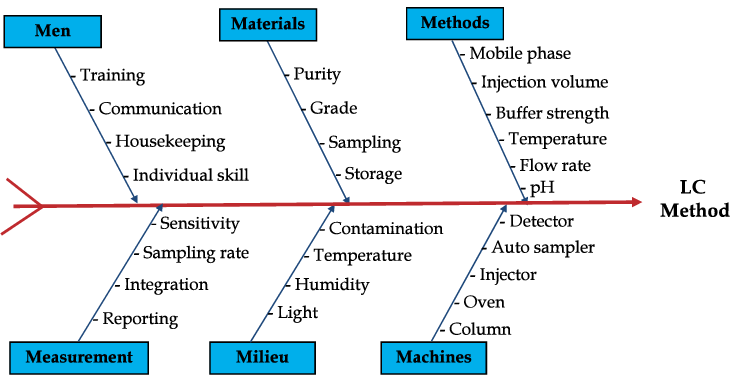 Men
- Training
- Communication
- Housekeeping
- Individual skill
Materials
- Purity
- Grade
- Sampling
- Storage
Methods
- Mobile phase
- Injection volume
- Buffer strength
- Temperature
- Flow rate
- pH
LC
Method
- Sensitivity
- Sampling rate
- Integration
- Reporting
Measurement
- Contamination
- Temperature
- Humidity
- Light
Milieu
- Detector
- Auto sampler
- Injector
- Oven
- Column
Machines